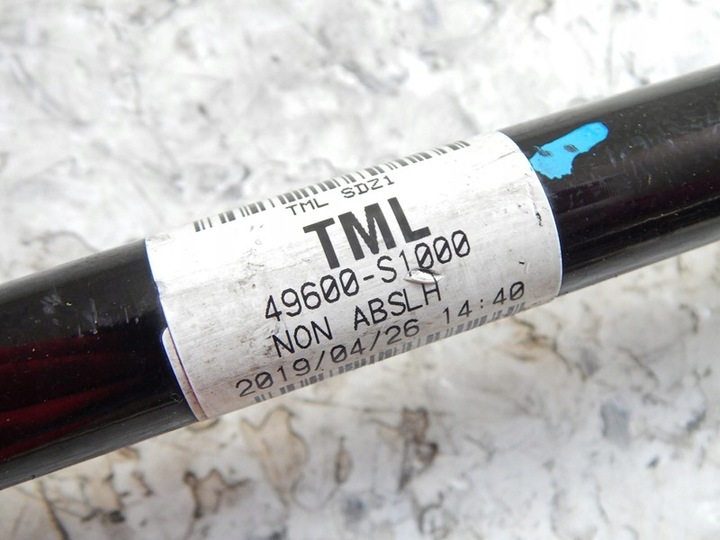 TML SDZ1
TML
49600-S1000
NON ABSLH
2019/04/26 14:40